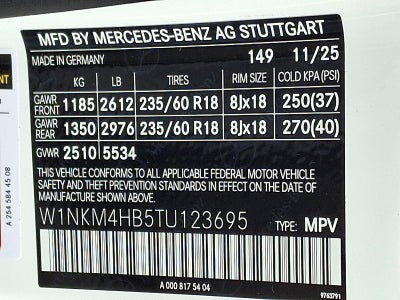 MFD BY MERCEDES-BENZ AG STUTTGART
MADE IN GERMANY 149 11/25
KG LB TIRES RIM SIZE COLD KPA (PSI)
GAWR FRONT 1185 2612 235/60 R18 8Jx18 250(37)
GAWR REAR 1350 2976 235/60 R18 8Jx18 270(40)
GVWR 2510 5534
THIS VEHICLE CONFORMS TO ALL APPLICABLE FEDERAL MOTOR VEHICLE
SAFETY AND THEFT PREVENTION STANDARDS IN EFFECT ON THE DATE OF
MANUFACTURE SHOWN ABOVE.
W1NKM4HB5TU123695 TYPE: MPV
A 000 817 54 04
9763791
A 254 584 45 08